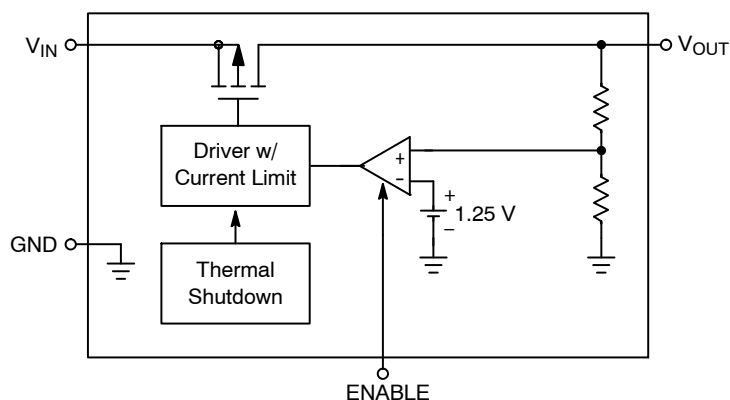 VIN
VOUT
Driver w/
Current Limit
+
−
+
1.25 V
−
GND
Thermal
Shutdown
ENABLE